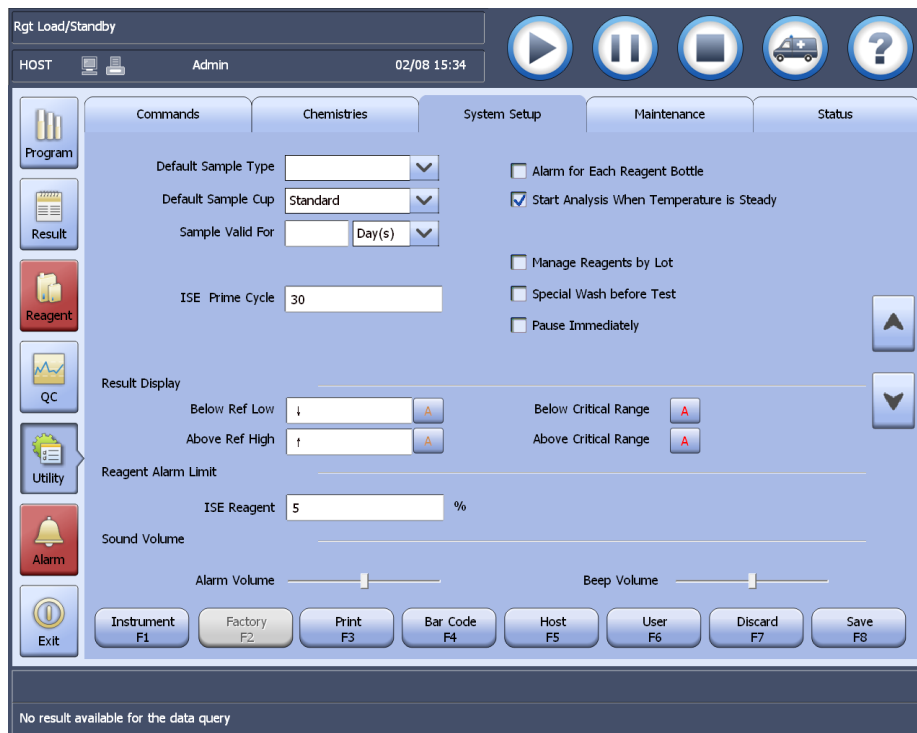 Rgt Load/Standby
HOST Admin 02/08 15:34
?
Commands Chemistries System Setup Maintenance Status
Program
Result
Reagent
QC
Utility
Alarm
Exit
Default Sample Type
Default Sample Cup Standard
Sample Valid For Day(s)
ISE Prime Cycle 30
Alarm for Each Reagent Bottle
Start Analysis When Temperature is Steady
Manage Reagents by Lot
Special Wash before Test
Pause Immediately
Result Display
Below Ref Low ↓ A Below Critical Range A
Above Ref High ↑ A Above Critical Range A
Reagent Alarm Limit
ISE Reagent 5 %
Sound Volume
Alarm Volume Beep Volume
Instrument F1
Factory F2
Print F3
Bar Code F4
Host F5
User F6
Discard F7
Save F8
No result available for the data query